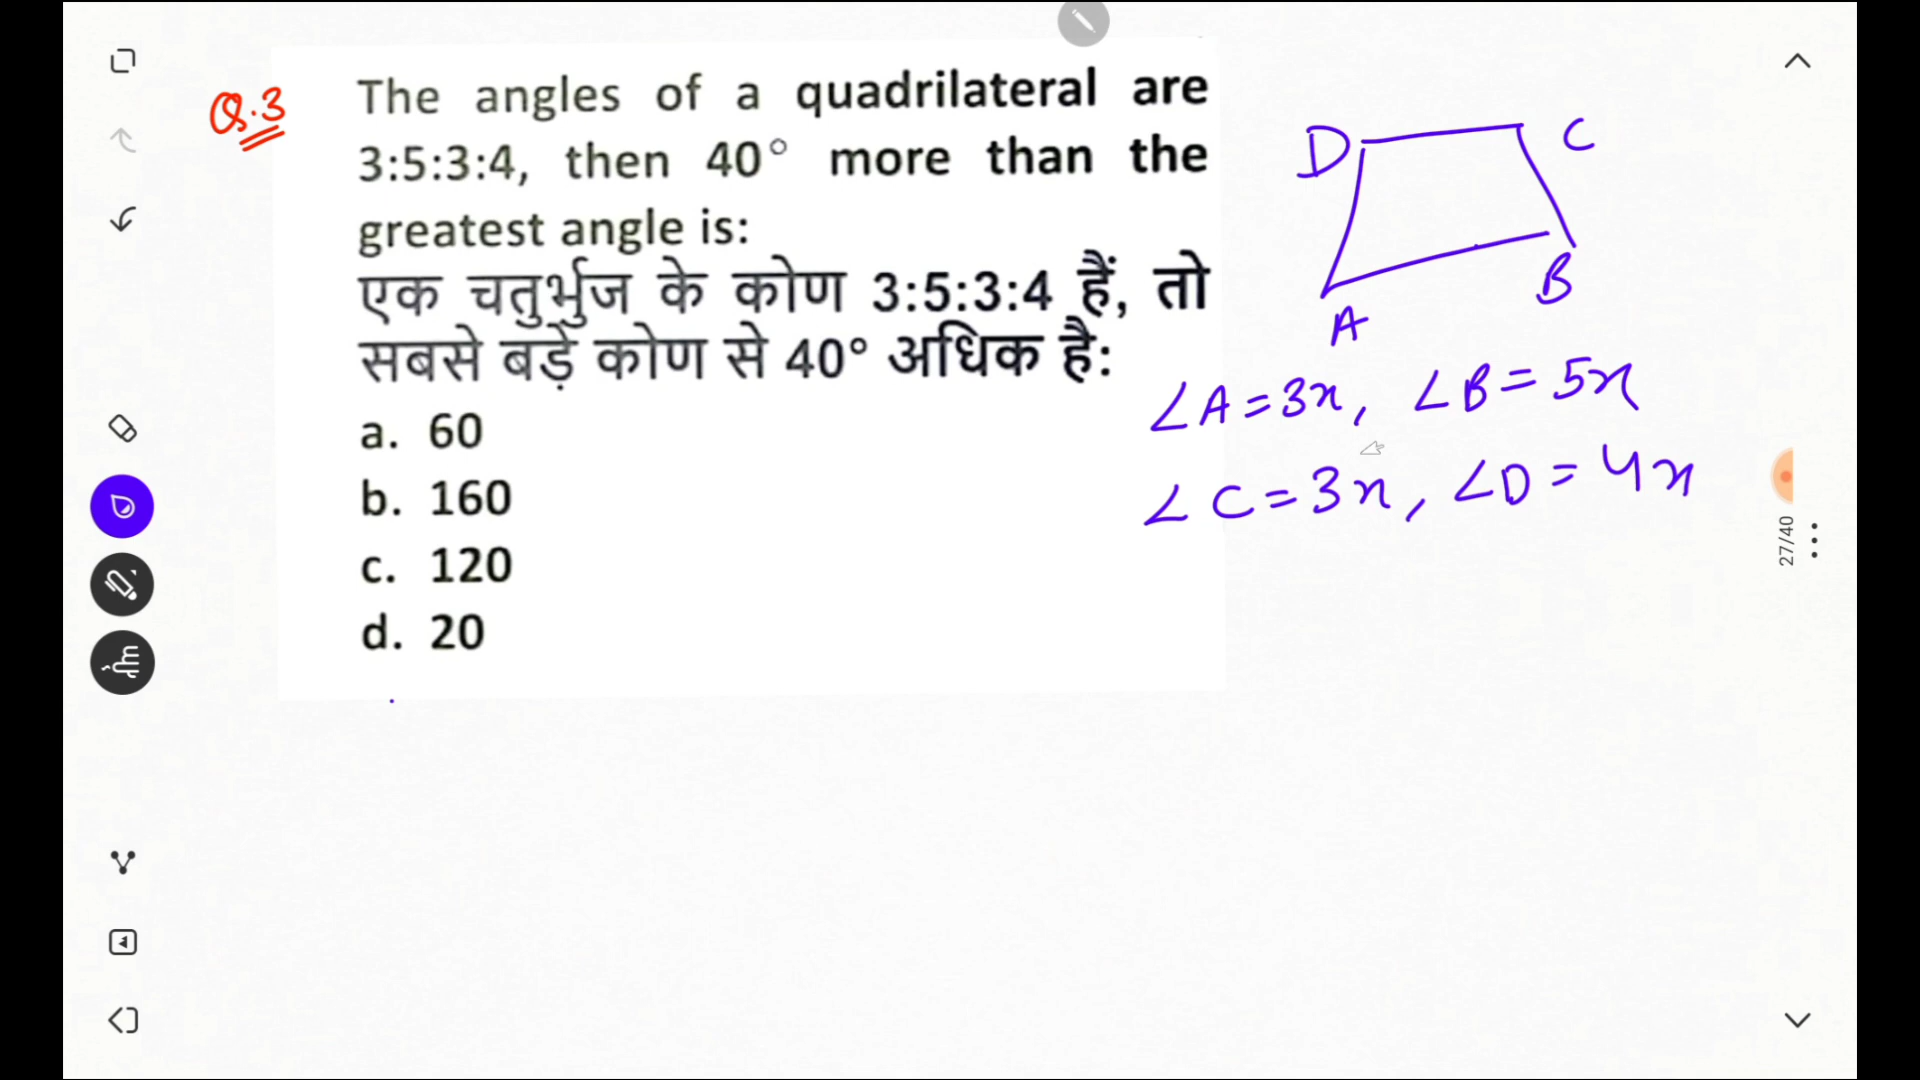 Q.3
The angles of a quadrilateral are
3:5:3:4, then 40° more than the
greatest angle is:
एक चतुर्भुज के कोण 3:5:3:4 हैं, तो
सबसे बड़े कोण से 40° अधिक है:
a. 60
b. 160
c. 120
d. 20
D C
A B
∠A=3x, ∠B=5x
∠C=3x, ∠D=4x
27/40